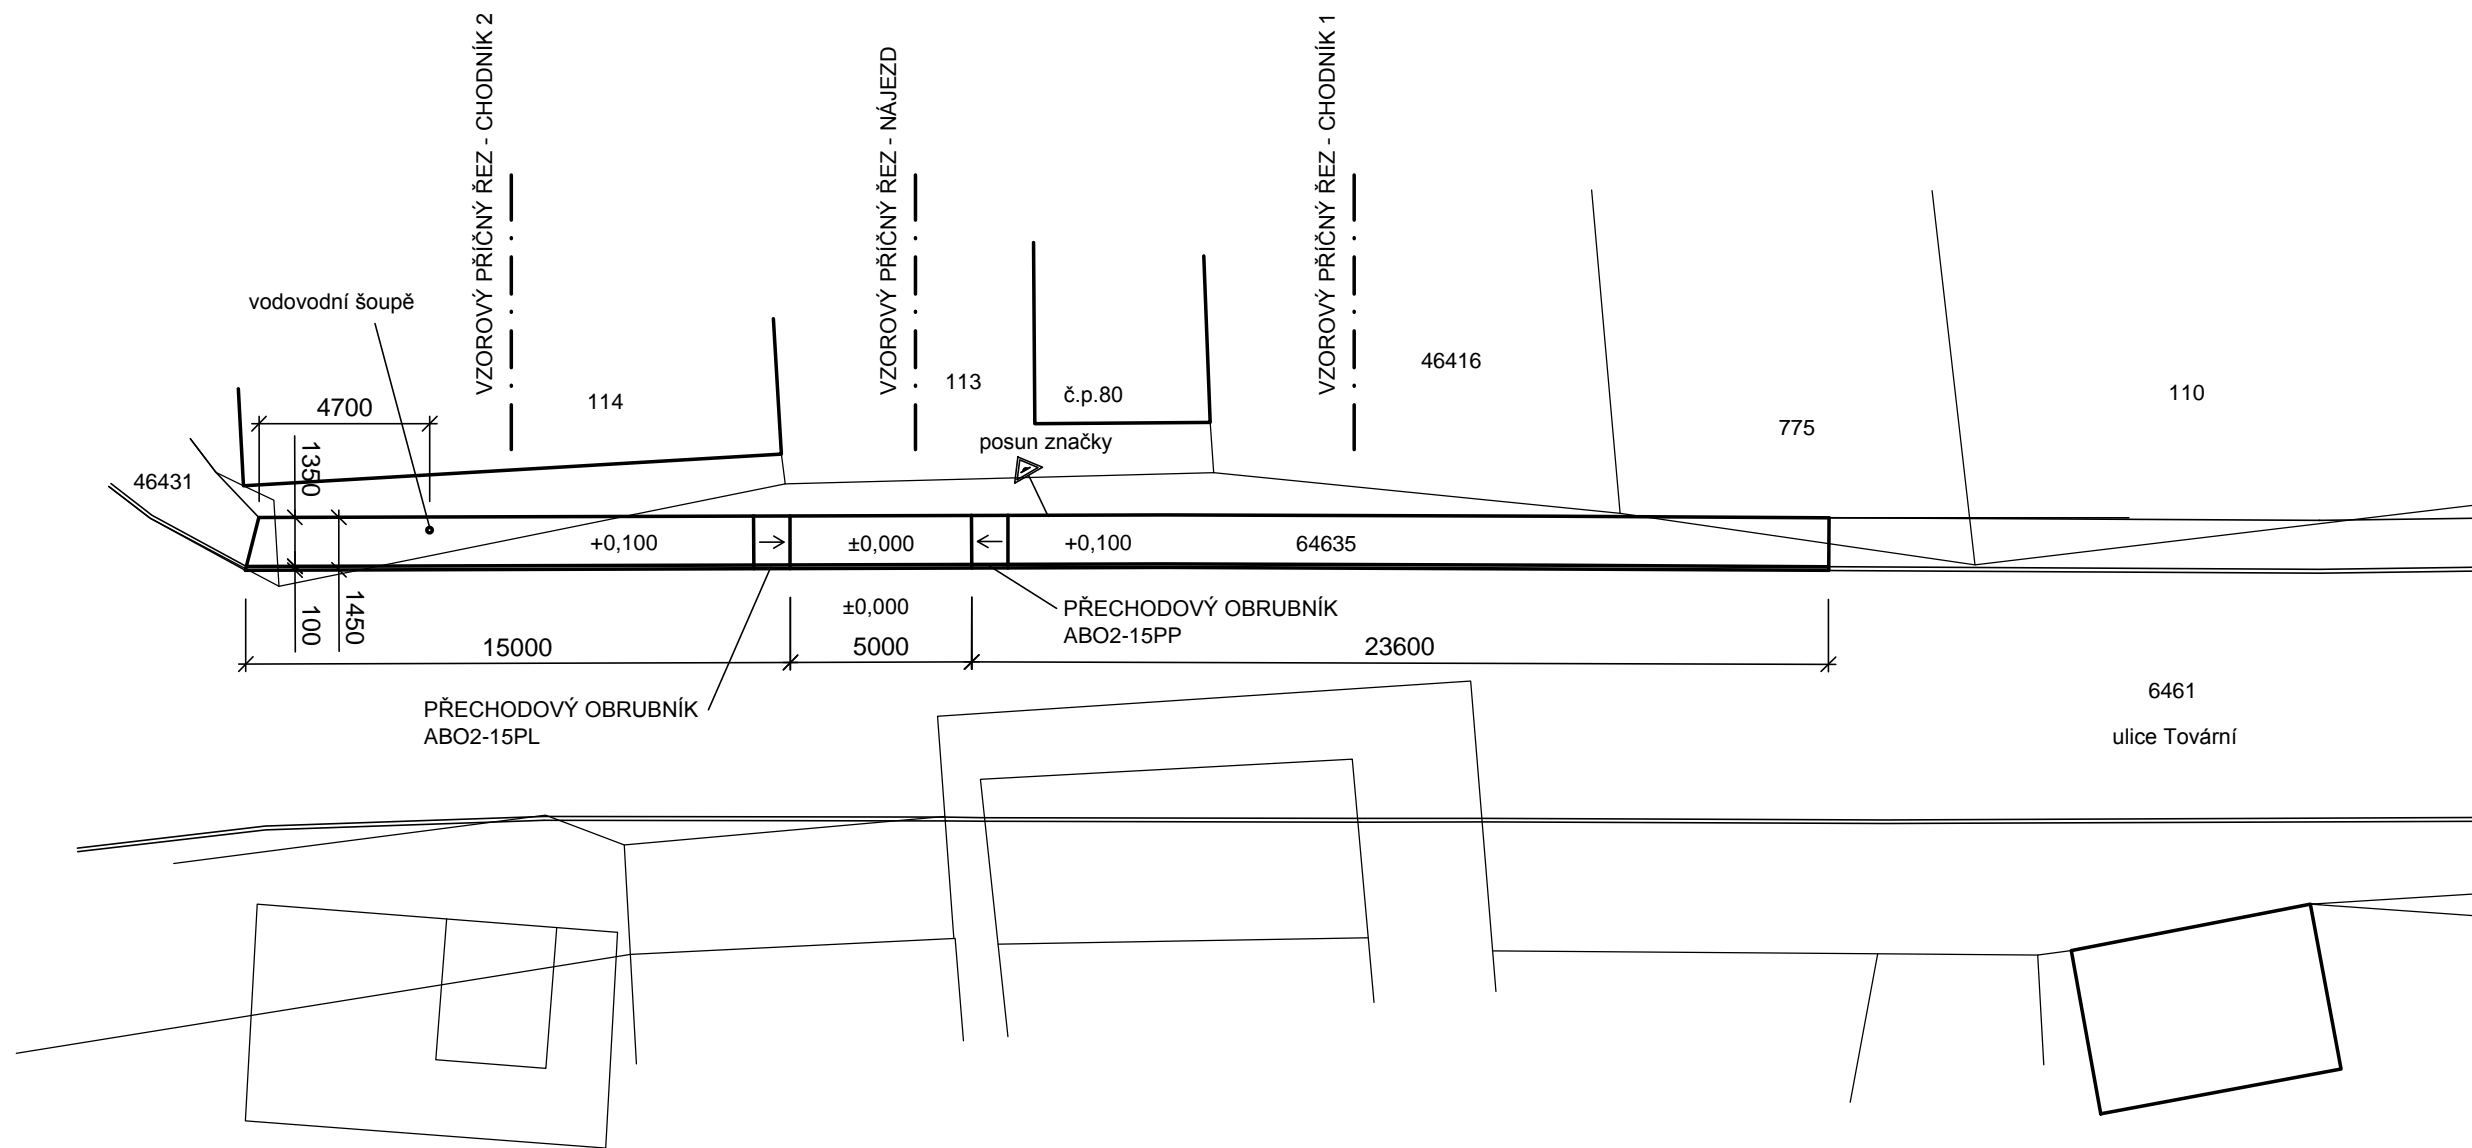 VZOROVÝ PŘÍČNÝ ŘEZ - CHODNÍK 2
VZOROVÝ PŘÍČNÝ ŘEZ - NÁJEZD
VZOROVÝ PŘÍČNÝ ŘEZ - CHODNÍK 1
vodovodní šoupě
46416
113
č.p.80
110
114
4700
775
posun značky
1350
46431
+0,100
±0,000
+0,100
64635
100
1450
±0,000
PŘECHODOVÝ OBRUBNÍK
ABO2-15PP
15000
5000
23600
6461
PŘECHODOVÝ OBRUBNÍK
ABO2-15PL
ulice Tovární